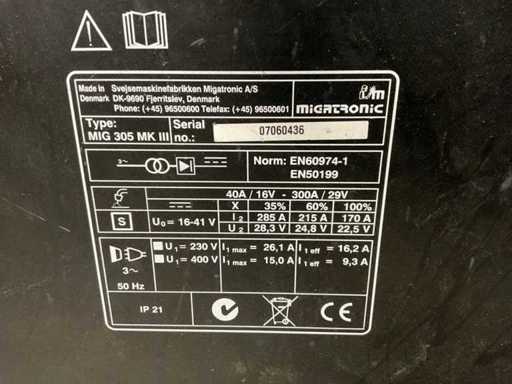 Made in Svejsemaskinefabrikken Migatronic A/S
Denmark DK-9690 Fjerritslev, Denmark
Phone: (+45) 96500600 Telefax: (+45) 96500601
MIGATRONIC
Type:
MIG 305 MK III
Serial no.: 07060436
3~
Norm: EN60974-1
EN50199
40A / 16V - 300A / 29V
X 35% 60% 100%
S U0 = 16-41 V I2 285 A 215 A 170 A
U2 28,3 V 24,8 V 22,5 V
U1 = 230 V I1 max = 26,1 A I1 eff = 16,2 A
3~ U1 = 400 V I1 max = 15,0 A I1 eff = 9,3 A
50 Hz
IP 21 CE